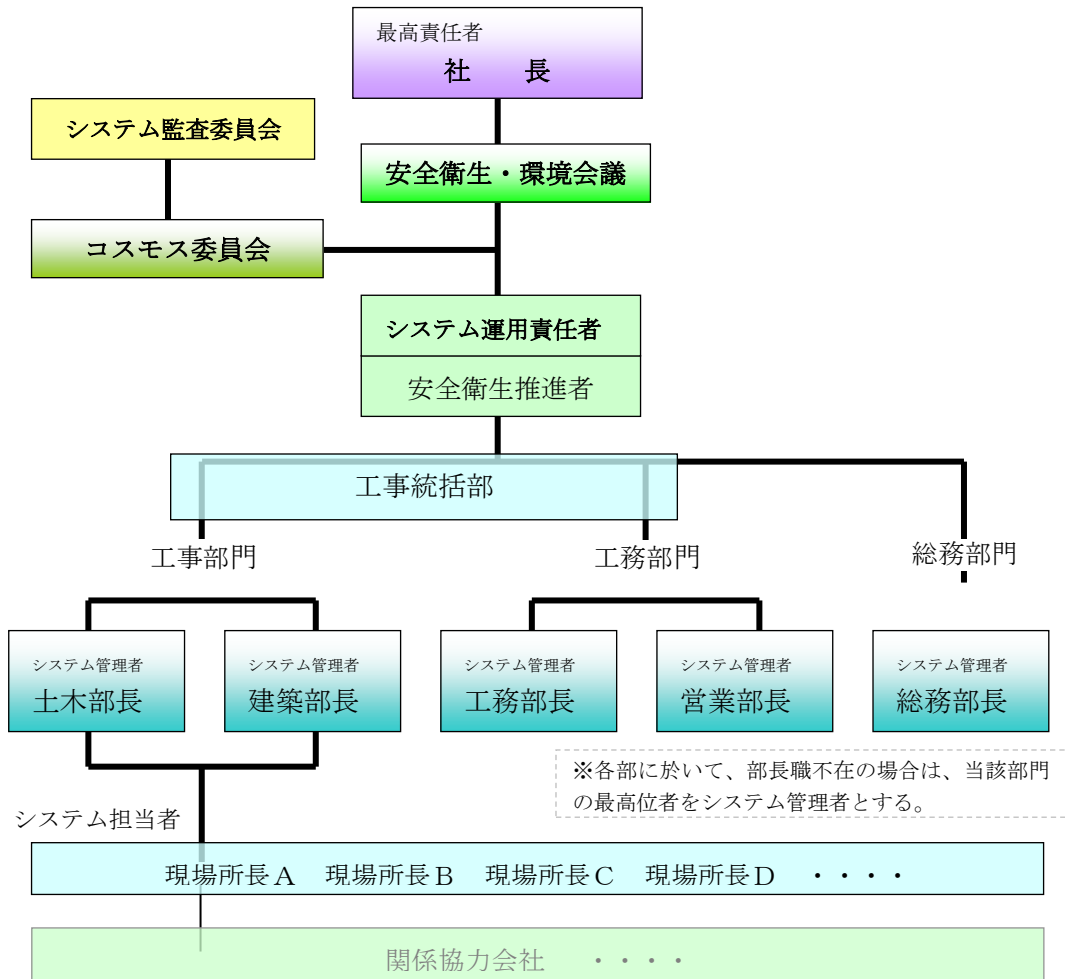 最高責任者
社　　長
システム監査委員会
安全衛生・環境会議
コスモス委員会
システム運用責任者
安全衛生推進者
工事統括部
工事部門
工務部門
総務部門
システム管理者
土木部長
システム管理者
建築部長
システム管理者
工務部長
システム管理者
営業部長
システム管理者
総務部長
※各部に於いて、部長職不在の場合は、当該部門
の最高位者をシステム管理者とする。
システム担当者
現場所長Ａ　現場所長Ｂ　現場所長Ｃ　現場所長Ｄ　・・・・
関係協力会社　・・・・